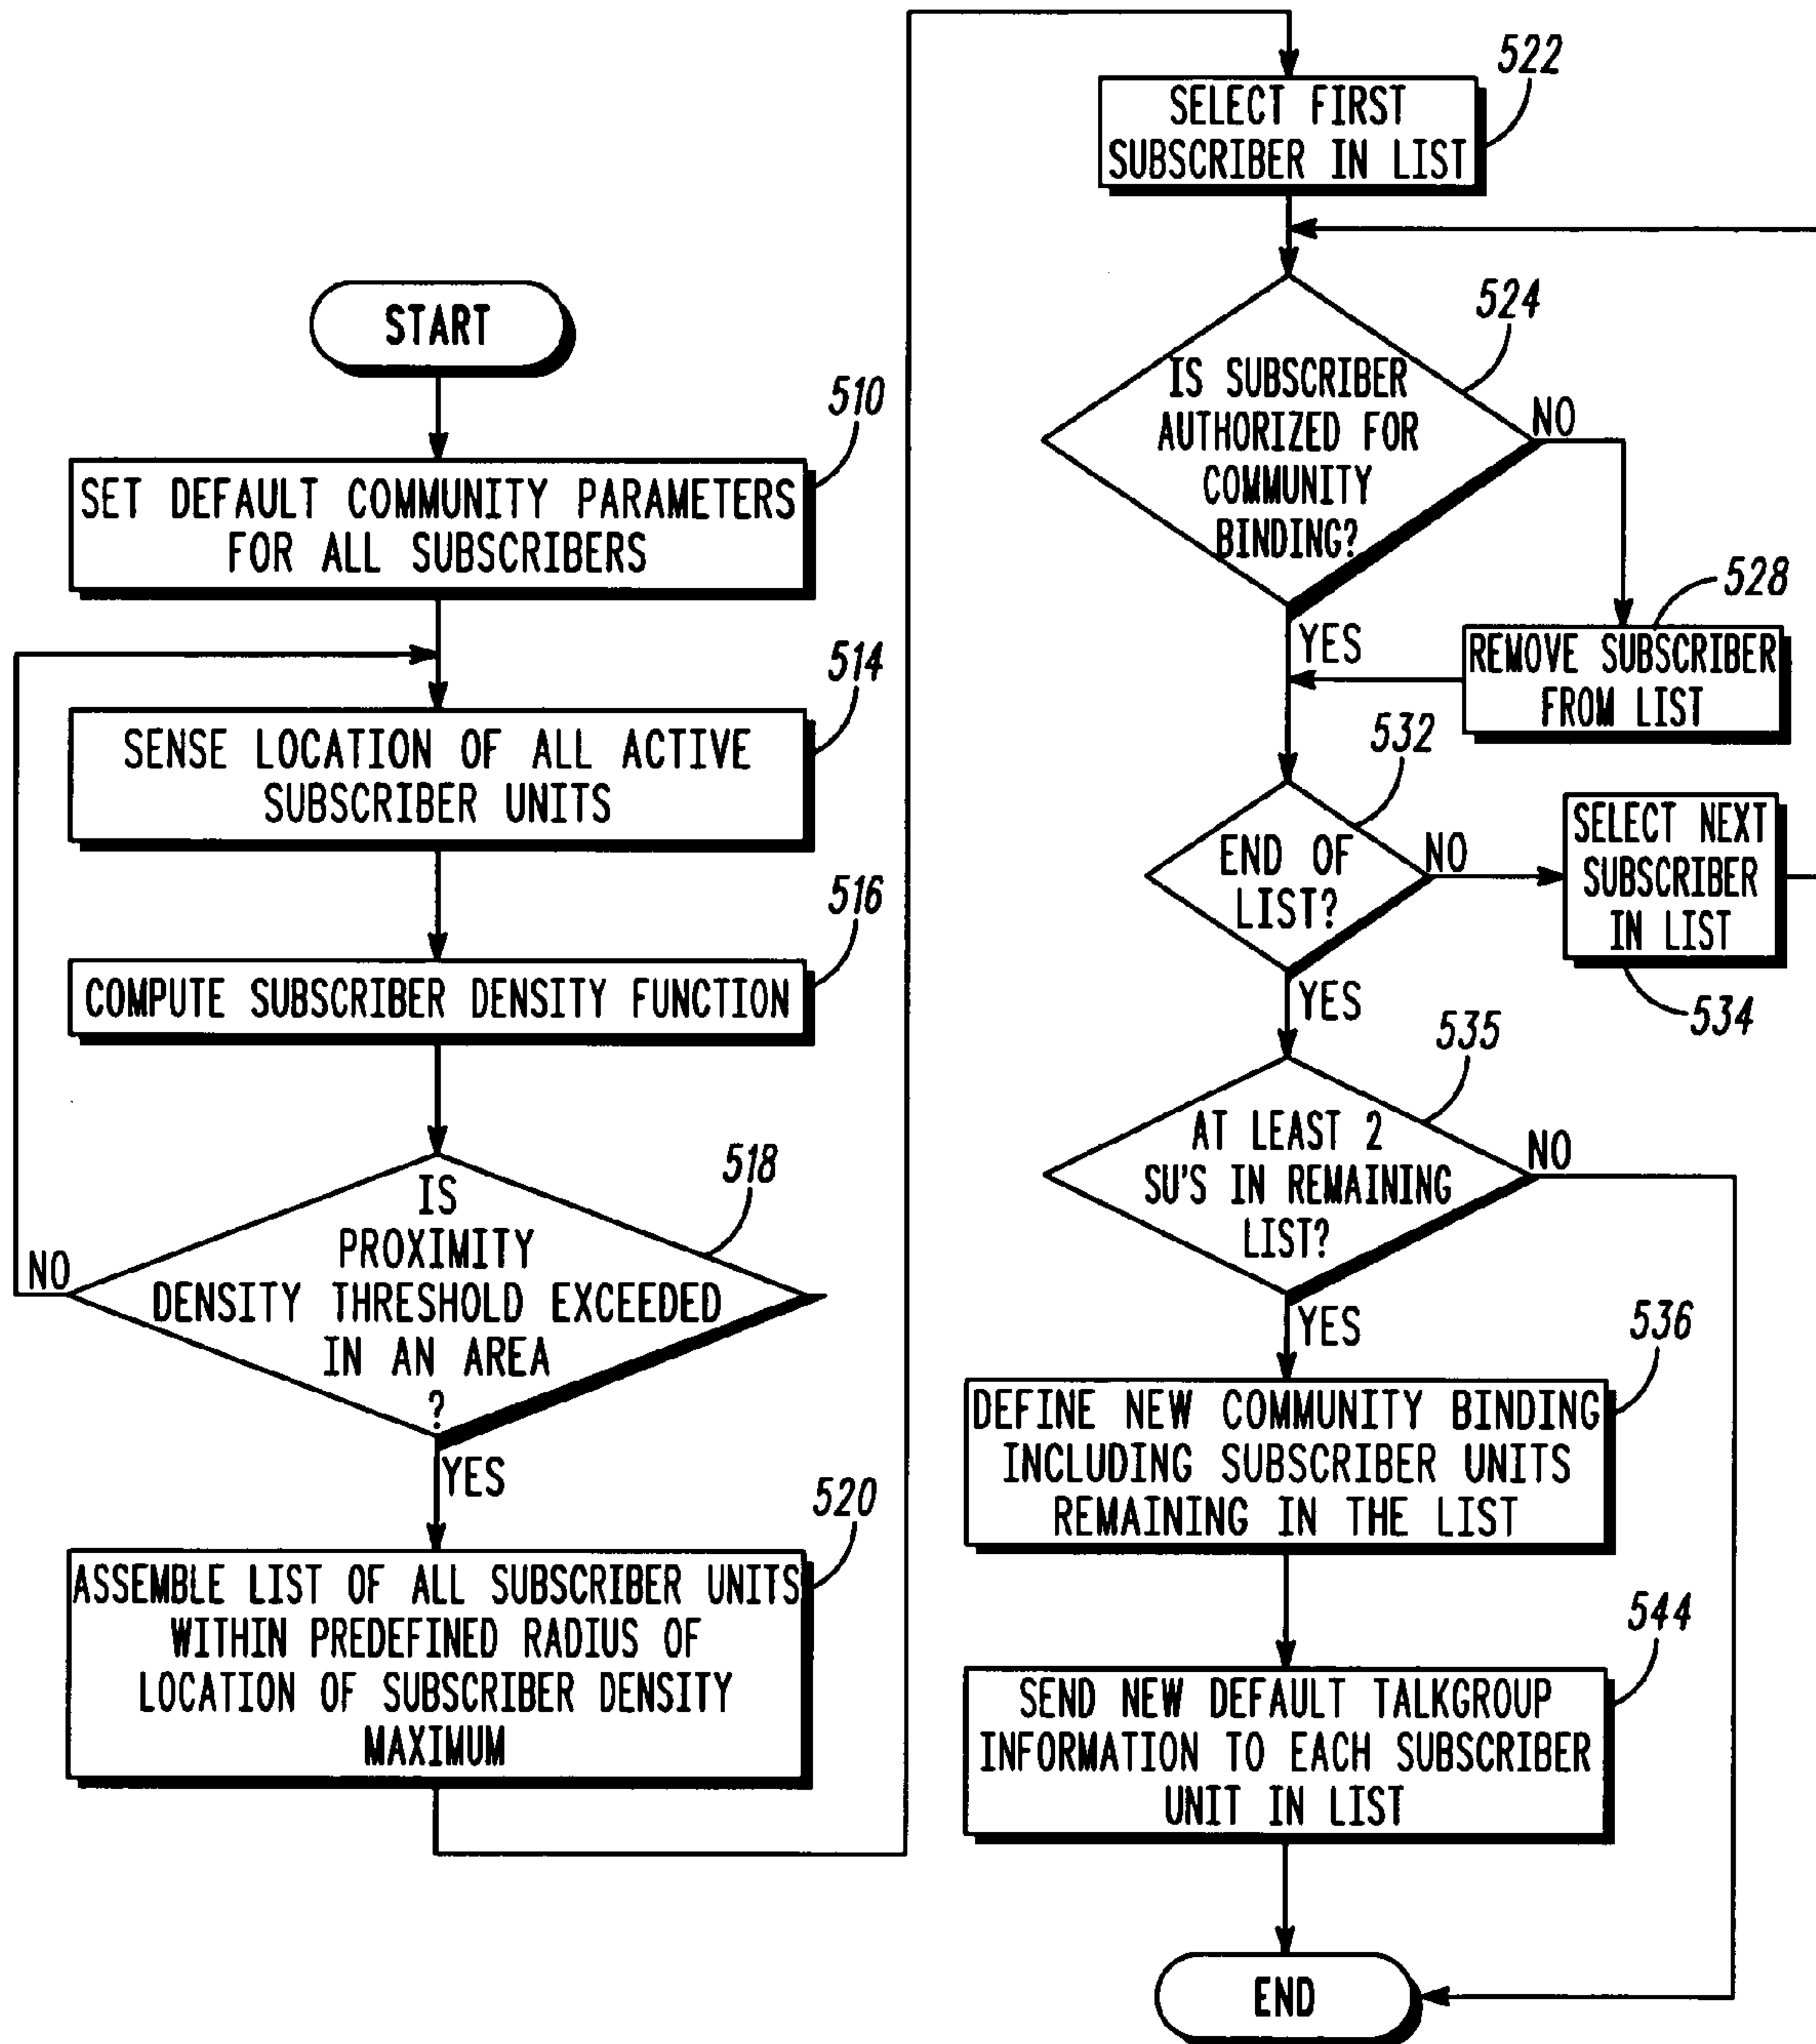 START
510
SET DEFAULT COMMUNITY PARAMETERS
FOR ALL SUBSCRIBERS
514
SENSE LOCATION OF ALL ACTIVE
SUBSCRIBER UNITS
516
COMPUTE SUBSCRIBER DENSITY FUNCTION
518
IS
PROXIMITY
DENSITY THRESHOLD EXCEEDED
IN AN AREA
?
NO
YES
520
ASSEMBLE LIST OF ALL SUBSCRIBER UNITS
WITHIN PREDEFINED RADIUS OF
LOCATION OF SUBSCRIBER DENSITY
MAXIMUM
522
SELECT FIRST
SUBSCRIBER IN LIST
524
IS SUBSCRIBER
AUTHORIZED FOR
COMMUNITY
BINDING?
NO
YES
528
REMOVE SUBSCRIBER
FROM LIST
532
END OF
LIST?
NO
SELECT NEXT
SUBSCRIBER
IN LIST
534
YES
535
AT LEAST 2
SU'S IN REMAINING
LIST?
NO
YES
536
DEFINE NEW COMMUNITY BINDING
INCLUDING SUBSCRIBER UNITS
REMAINING IN THE LIST
544
SEND NEW DEFAULT TALKGROUP
INFORMATION TO EACH SUBSCRIBER
UNIT IN LIST
END